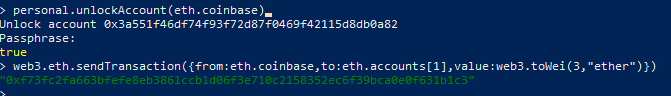 > personal.unlockAccount(eth.coinbase)
Unlock account 0x3a551f46df74f93f72d87f0469f42115d8db0a82
Passphrase:
true
> web3.eth.sendTransaction({from:eth.coinbase,to:eth.accounts[1],value:web3.toWei(3,"ether")})
"0xf73fc2fa663bfefe8eb3861ccb1d06f3e710c2158352ec6f39bca0e0f631b1c3"
>